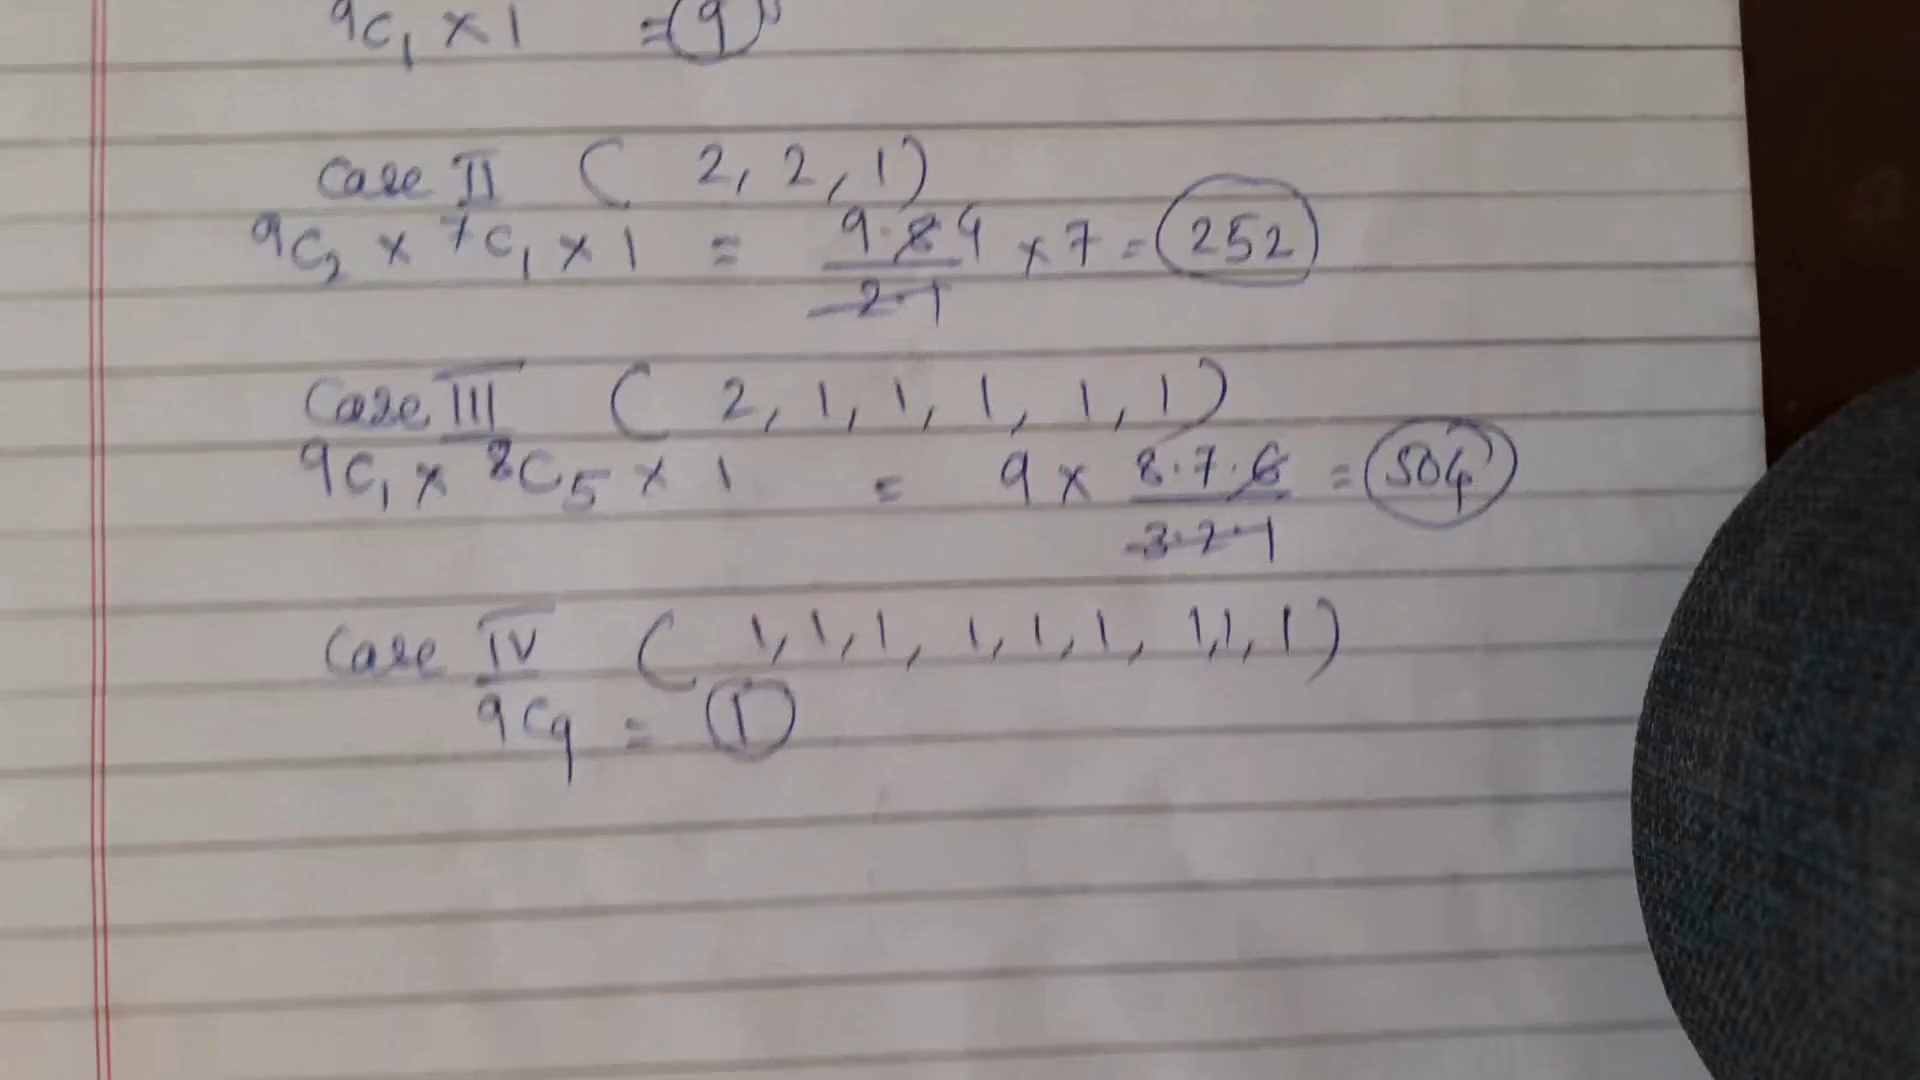 9C1 x 1 = 9
Case II ( 2, 2, 1)
9C2 x 7C1 x 1 = 9·8 4 x 7 = 252
2·1
Case III ( 2, 1, 1, 1, 1, 1)
9C1 x 8C5 x 1 = 9 x 8·7·6 = 504
3·2·1
Case IV ( 1, 1, 1, 1, 1, 1, 1, 1, 1)
9C9 = 1